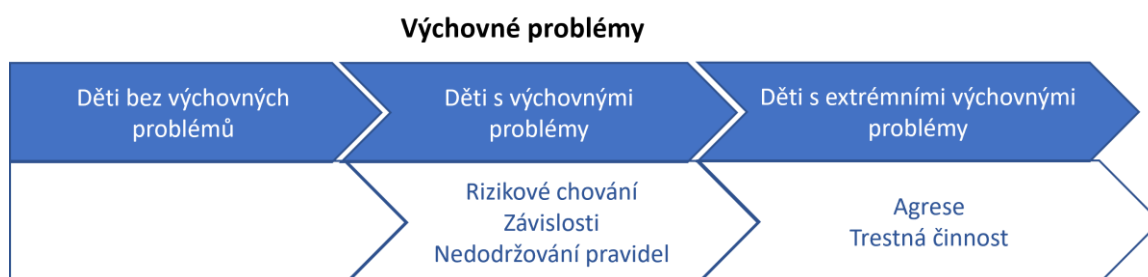 Výchovné problémy
Děti bez výchovných
problémů
Děti s výchovnými
problémy
Děti s extrémními výchovnými
problémy
Rizikové chování
Závislosti
Nedodržování pravidel
Agrese
Trestná činnost